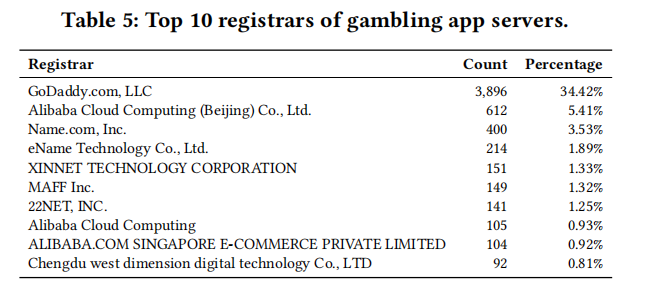 Table 5: Top 10 registrars of gambling app servers.
Registrar Count Percentage
GoDaddy.com, LLC 3,896 34.42%
Alibaba Cloud Computing (Beijing) Co., Ltd. 612 5.41%
Name.com, Inc. 400 3.53%
eName Technology Co., Ltd. 214 1.89%
XINNET TECHNOLOGY CORPORATION 151 1.33%
MAFF Inc. 149 1.32%
22NET, INC. 141 1.25%
Alibaba Cloud Computing 105 0.93%
ALIBABA.COM SINGAPORE E-COMMERCE PRIVATE LIMITED 104 0.92%
Chengdu west dimension digital technology Co., LTD 92 0.81%